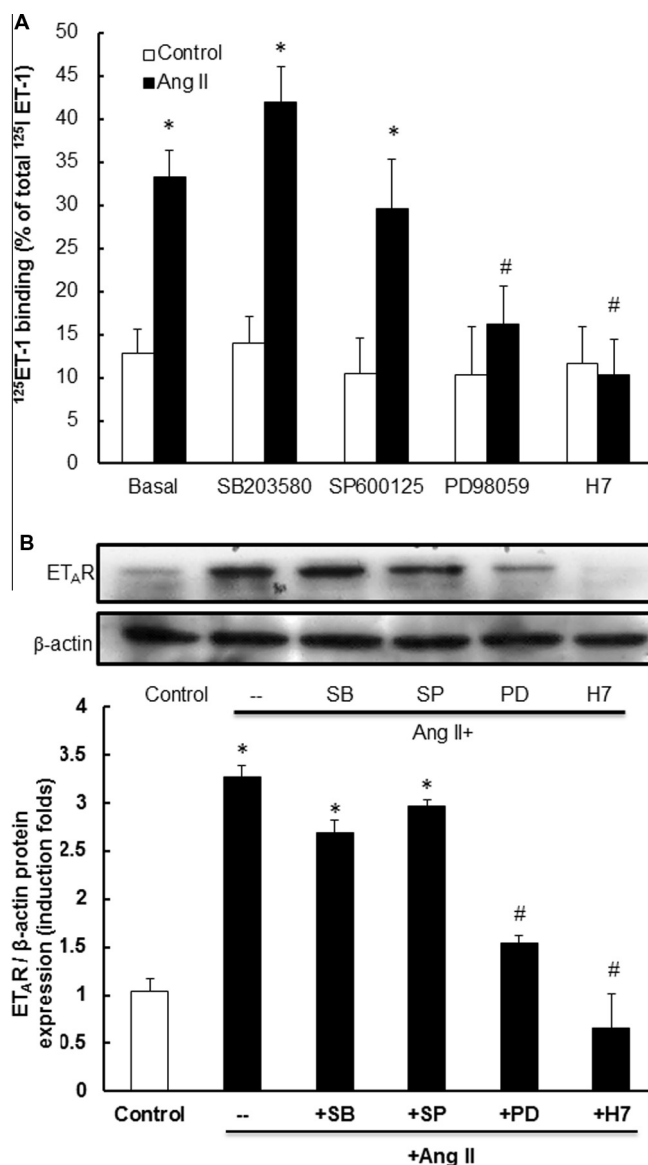 A
¹²⁵ET-1 binding (% of total ¹²⁵I ET-1)
50
45
40
35
30
25
20
15
10
5
0
Control
Ang II
*
*
*
#
#
Basal SB203580 SP600125 PD98059 H7
B
ET_AR
β-actin
Control -- SB SP PD H7
Ang II+
ET_AR / β-actin protein
expression (induction folds)
4
3.5
3
2.5
2
1.5
1
0.5
0
*
*
*
#
#
Control -- +SB +SP +PD +H7
+Ang II